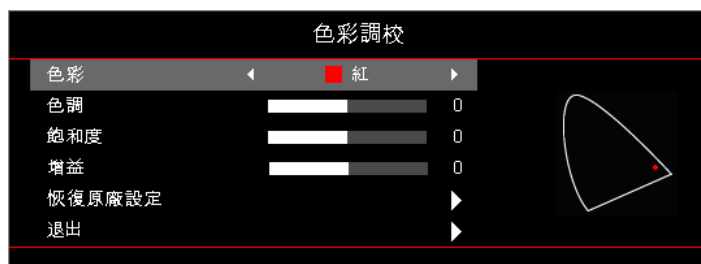 色彩調校
色彩 紅
色調 0
飽和度 0
增益 0
恢復原廠設定
退出